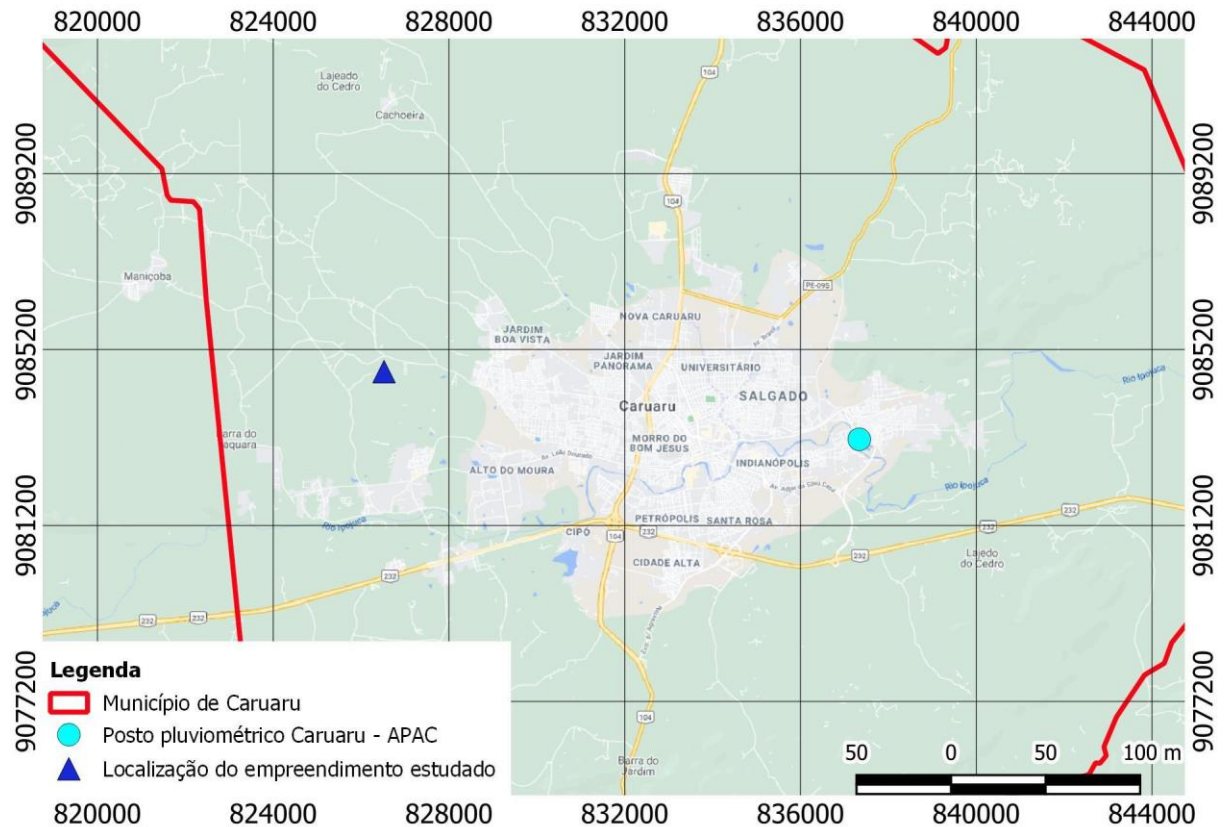 820000 824000 828000 832000 836000 840000 844000
Lajeado
do Cedro
Cachoeira
104
9089200
9089200
104
Maniçoba
PE-095
NOVA CARUARU
JARDIM
BOA VISTA
9085200
9085200
JARDIM
PANORAMA
UNIVERSITÁRIO
Rio Ipojuca
SALGADO
Caruaru
MORRO DO
BOM JESUS
ALTO DO MOURA
INDIANÓPOLIS
Rio Ipojuca
Rio Ipojuca
9081200
9081200
PETRÓPOLIS
SANTA ROSA
CIPÓ
104
232
232
232
232
Lajedo
do Cedro
CIDADE ALTA
232
232
232
Legenda
Município de Caruaru
Posto pluviométrico Caruaru - APAC
Localização do empreendimento estudado
9077200
9077200
104
Barra do
Jardim
50 0 50 100 m
820000 824000 828000 832000 836000 840000 844000